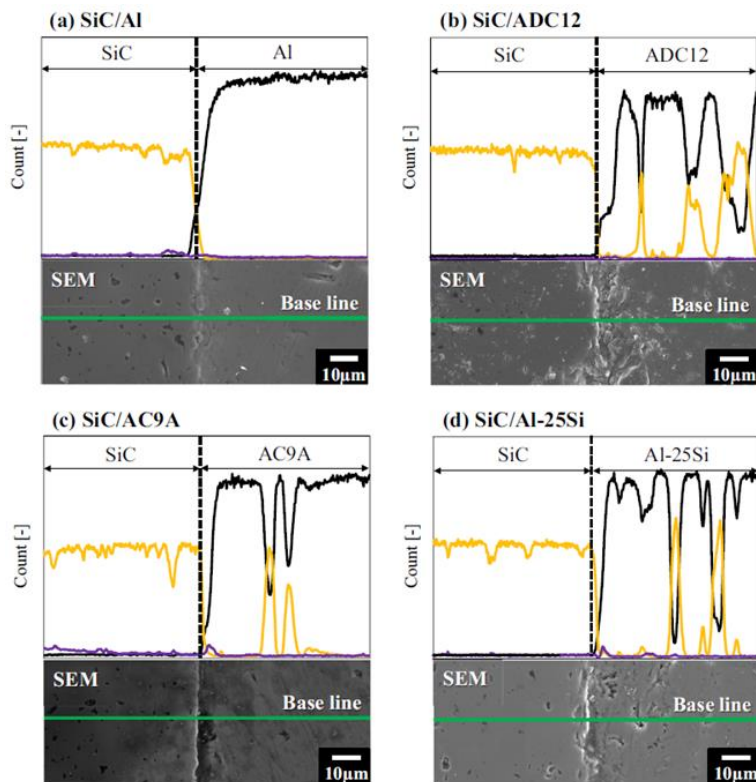 (a) SiC/Al
SiC
Al
Count [-]
SEM
Base line
10μm
(b) SiC/ADC12
SiC
ADC12
Count [-]
SEM
Base line
10μm
(c) SiC/AC9A
SiC
AC9A
Count [-]
SEM
Base line
10μm
(d) SiC/Al-25Si
SiC
Al-25Si
Count [-]
SEM
Base line
10μm